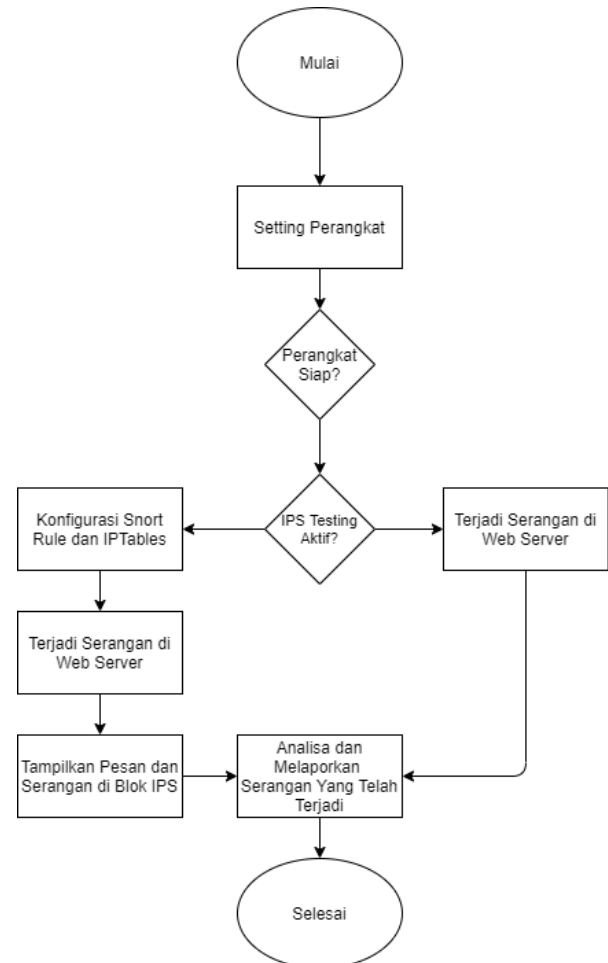 Mulai
Setting Perangkat
Perangkat
Siap?
IPS Testing
Aktif?
Konfigurasi Snort
Rule dan IPTables
Terjadi Serangan di
Web Server
Terjadi Serangan di
Web Server
Tampilkan Pesan dan
Serangan di Blok IPS
Analisa dan
Melaporkan
Serangan Yang Telah
Terjadi
Selesai